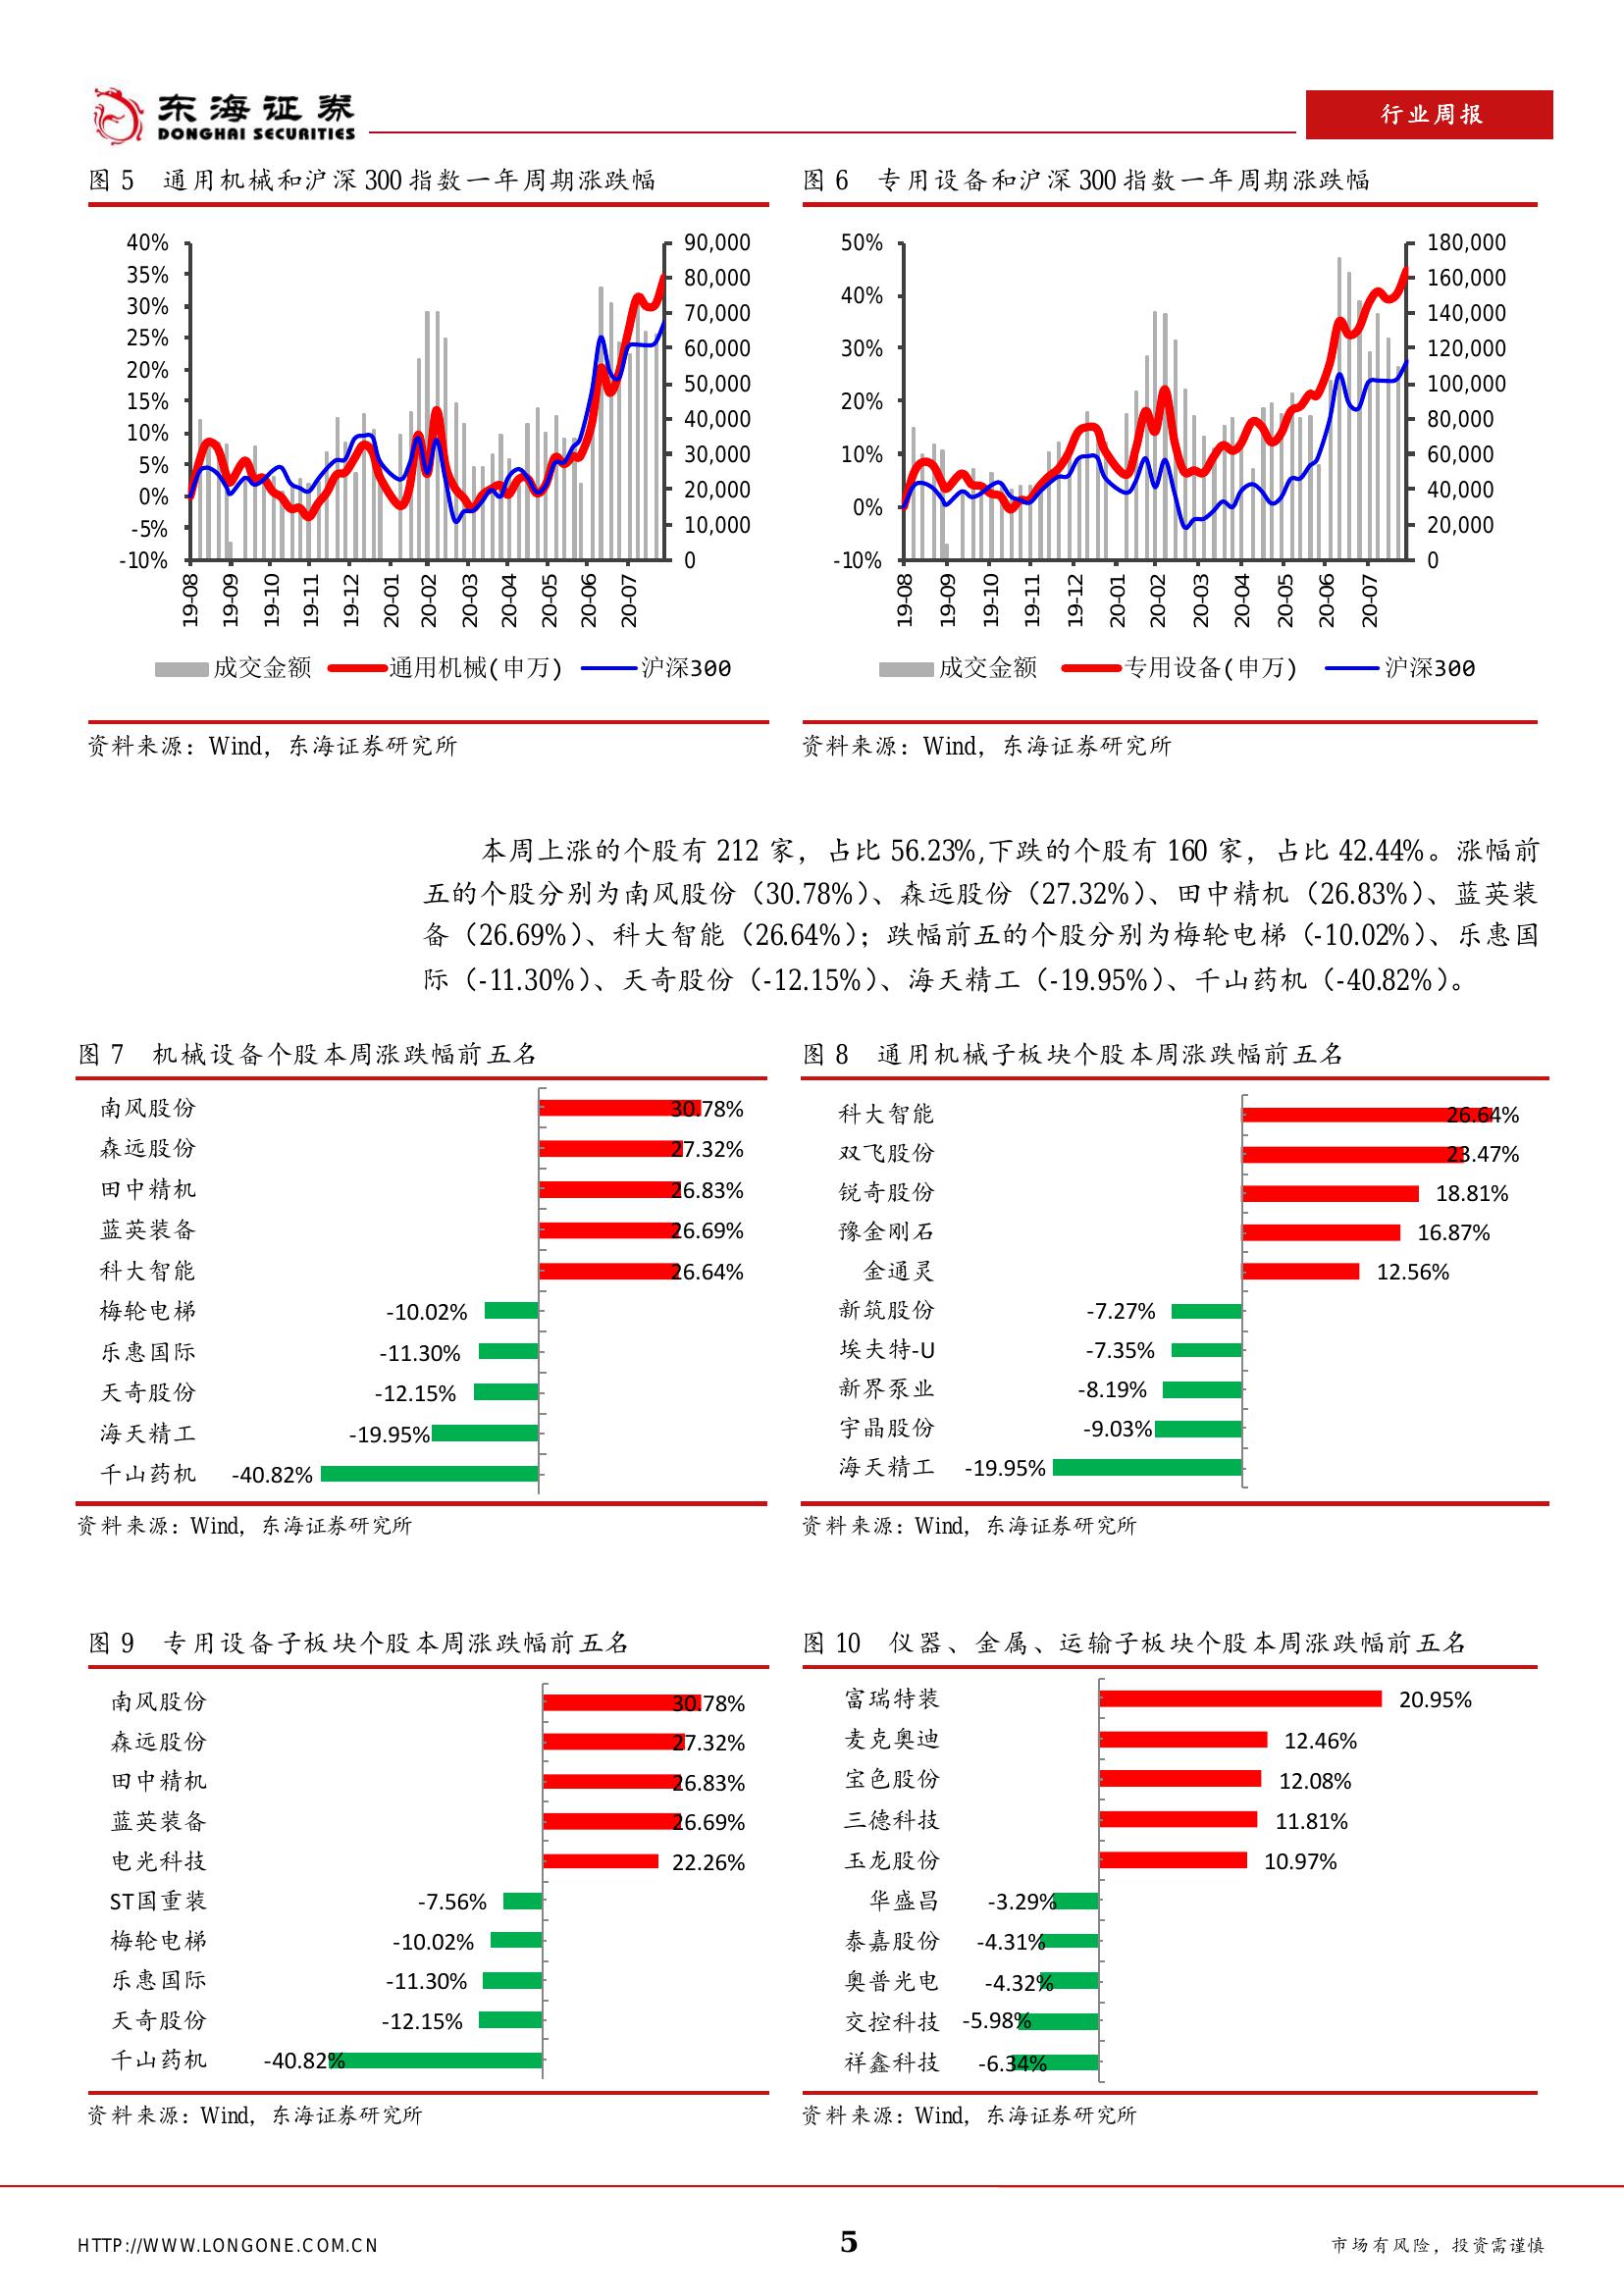 东海证券
DONGHAI SECURITIES
行业周报
图 5 通用机械和沪深 300 指数一年周期涨跌幅
40%
35%
30%
25%
20%
15%
10%
5%
0%
-5%
-10%
90,000
80,000
70,000
60,000
50,000
40,000
30,000
20,000
10,000
0
19-08 19-09 19-10 19-11 19-12 20-01 20-02 20-03 20-04 20-05 20-06 20-07
成交金额 通用机械(申万) 沪深300
资料来源：Wind，东海证券研究所
图 6 专用设备和沪深 300 指数一年周期涨跌幅
50%
40%
30%
20%
10%
0%
-10%
180,000
160,000
140,000
120,000
100,000
80,000
60,000
40,000
20,000
0
19-08 19-09 19-10 19-11 19-12 20-01 20-02 20-03 20-04 20-05 20-06 20-07
成交金额 专用设备(申万) 沪深300
资料来源：Wind，东海证券研究所
本周上涨的个股有 212 家，占比 56.23%,下跌的个股有 160 家，占比 42.44%。涨幅前
五的个股分别为南风股份（30.78%）、森远股份（27.32%）、田中精机（26.83%）、蓝英装
备（26.69%）、科大智能（26.64%）；跌幅前五的个股分别为梅轮电梯（-10.02%）、乐惠国
际（-11.30%）、天奇股份（-12.15%）、海天精工（-19.95%）、千山药机（-40.82%）。
图 7 机械设备个股本周涨跌幅前五名
南风股份 30.78%
森远股份 27.32%
田中精机 26.83%
蓝英装备 26.69%
科大智能 26.64%
梅轮电梯 -10.02%
乐惠国际 -11.30%
天奇股份 -12.15%
海天精工 -19.95%
千山药机 -40.82%
资料来源：Wind，东海证券研究所
图 8 通用机械子板块个股本周涨跌幅前五名
科大智能 26.64%
双飞股份 23.47%
锐奇股份 18.81%
豫金刚石 16.87%
金通灵 12.56%
新筑股份 -7.27%
埃夫特-U -7.35%
新界泵业 -8.19%
宇晶股份 -9.03%
海天精工 -19.95%
资料来源：Wind，东海证券研究所
图 9 专用设备子板块个股本周涨跌幅前五名
南风股份 30.78%
森远股份 27.32%
田中精机 26.83%
蓝英装备 26.69%
电光科技 22.26%
ST国重装 -7.56%
梅轮电梯 -10.02%
乐惠国际 -11.30%
天奇股份 -12.15%
千山药机 -40.82%
资料来源：Wind，东海证券研究所
图 10 仪器、金属、运输子板块个股本周涨跌幅前五名
富瑞特装 20.95%
麦克奥迪 12.46%
宝色股份 12.08%
三德科技 11.81%
玉龙股份 10.97%
华盛昌 -3.29%
泰嘉股份 -4.31%
奥普光电 -4.32%
交控科技 -5.98%
祥鑫科技 -6.34%
资料来源：Wind，东海证券研究所
HTTP://WWW.LONGONE.COM.CN
5
市场有风险，投资需谨慎